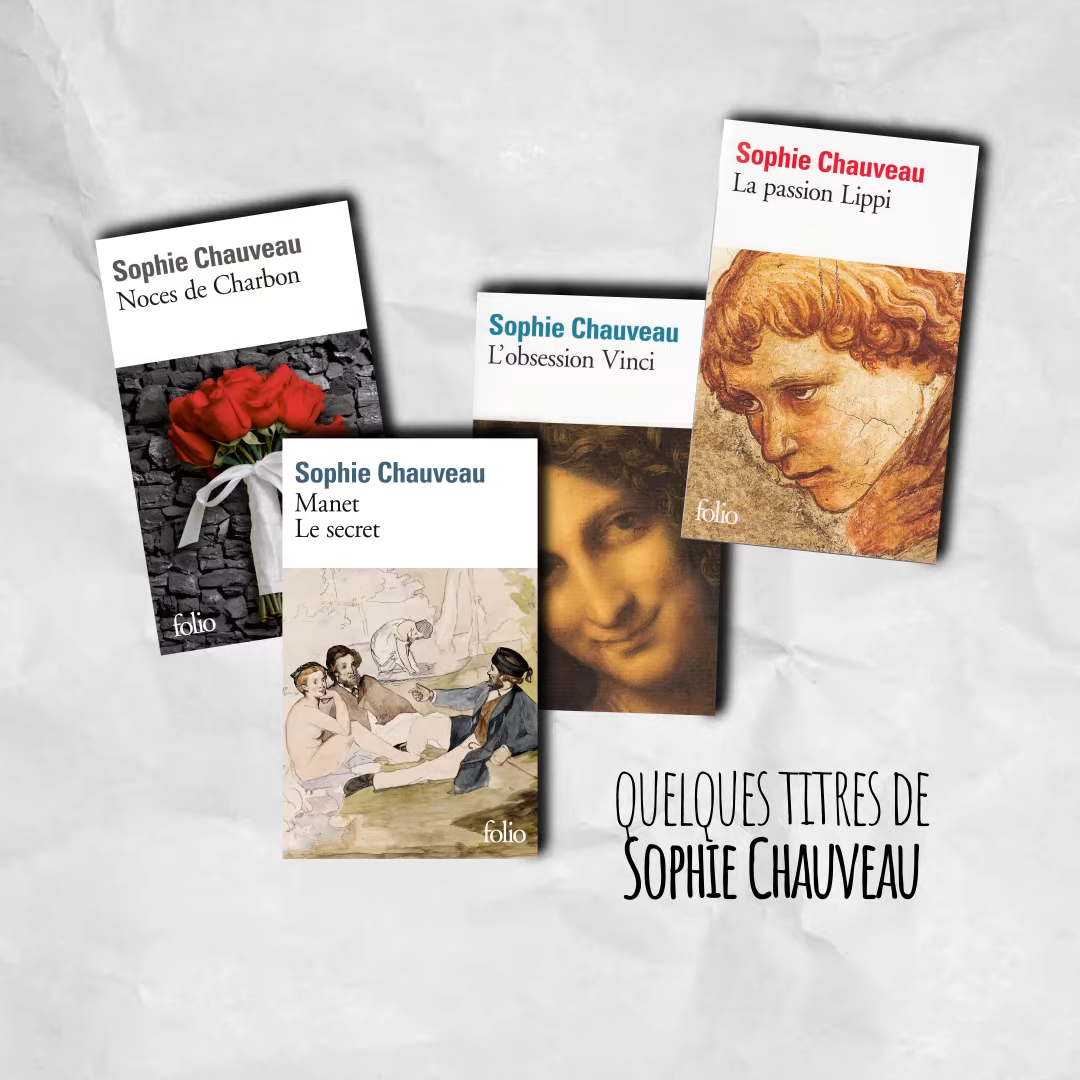 Sophie Chauveau
Noces de Charbon
folio
Sophie Chauveau
Manet
Le secret
folio
Sophie Chauveau
L'obsession Vinci
Sophie Chauveau
La passion Lippi
folio
QUELQUES TITRES DE
SOPHIE CHAUVEAU